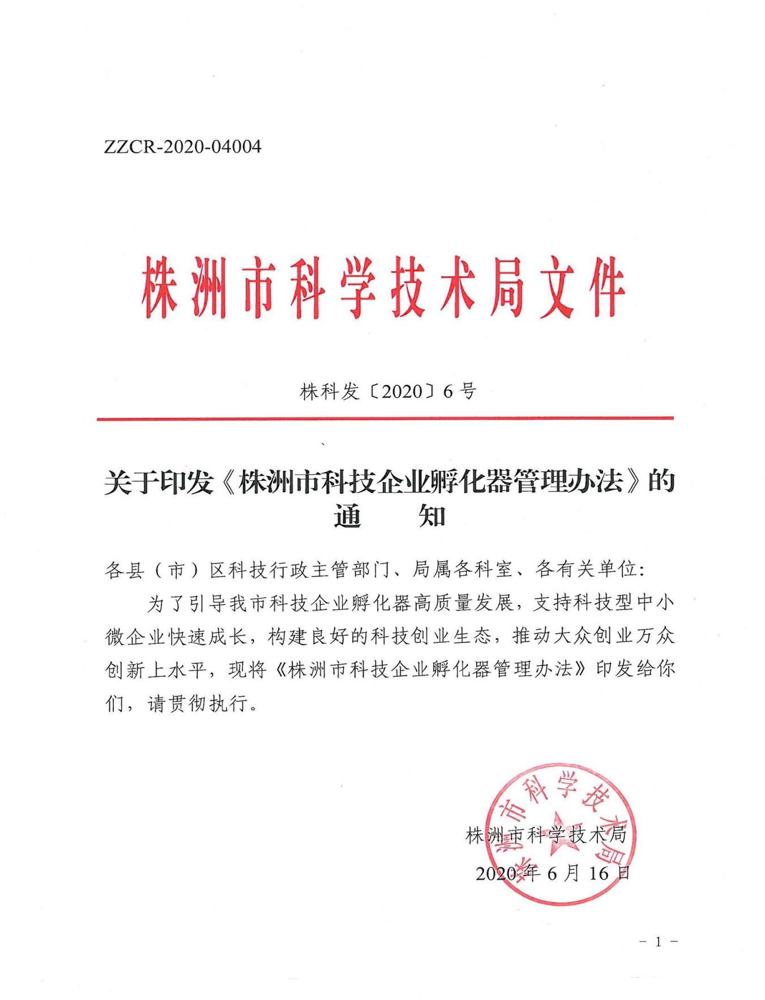 ZZCR-2020-04004
株洲市科学技术局文件
株科发〔2020〕6 号
关于印发《株洲市科技企业孵化器管理办法》的
通 知
各县（市）区科技行政主管部门、局属各科室、各有关单位：
为了引导我市科技企业孵化器高质量发展，支持科技型中小
微企业快速成长，构建良好的科技创业生态，推动大众创业万众
创新上水平，现将《株洲市科技企业孵化器管理办法》印发给你
们，请贯彻执行。
株洲市科学技术局
株洲市科学技术局
2020 年 6 月 16 日
- 1 -